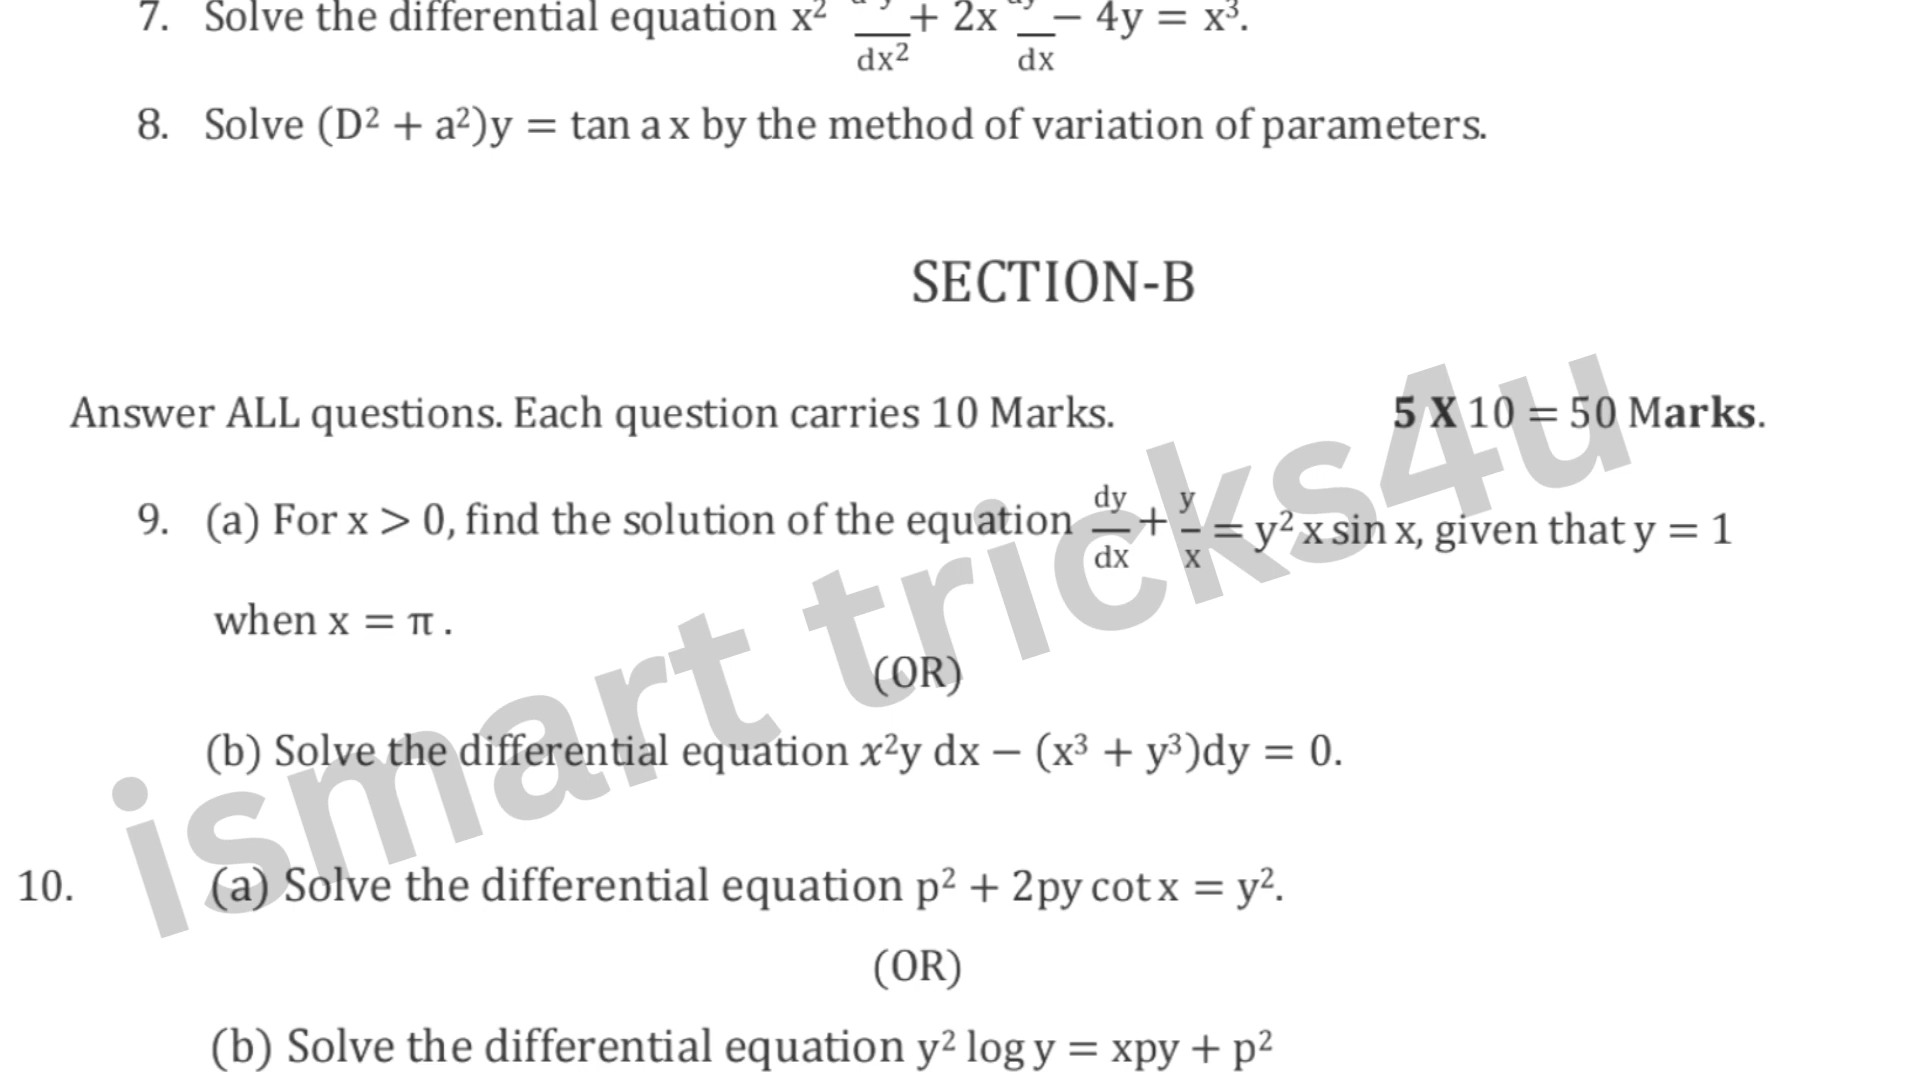 7. Solve the differential equation x² d²y/dx² + 2x dy/dx − 4y = x³.
8. Solve (D² + a²)y = tan a x by the method of variation of parameters.
SECTION-B
Answer ALL questions. Each question carries 10 Marks. 5 X 10 = 50 Marks.
9. (a) For x > 0, find the solution of the equation dy/dx + y/x = y² x sin x, given that y = 1
when x = π .
(OR)
(b) Solve the differential equation x²y dx − (x³ + y³)dy = 0.
10. (a) Solve the differential equation p² + 2py cot x = y².
(OR)
(b) Solve the differential equation y² log y = xpy + p²
ismart tricks4u